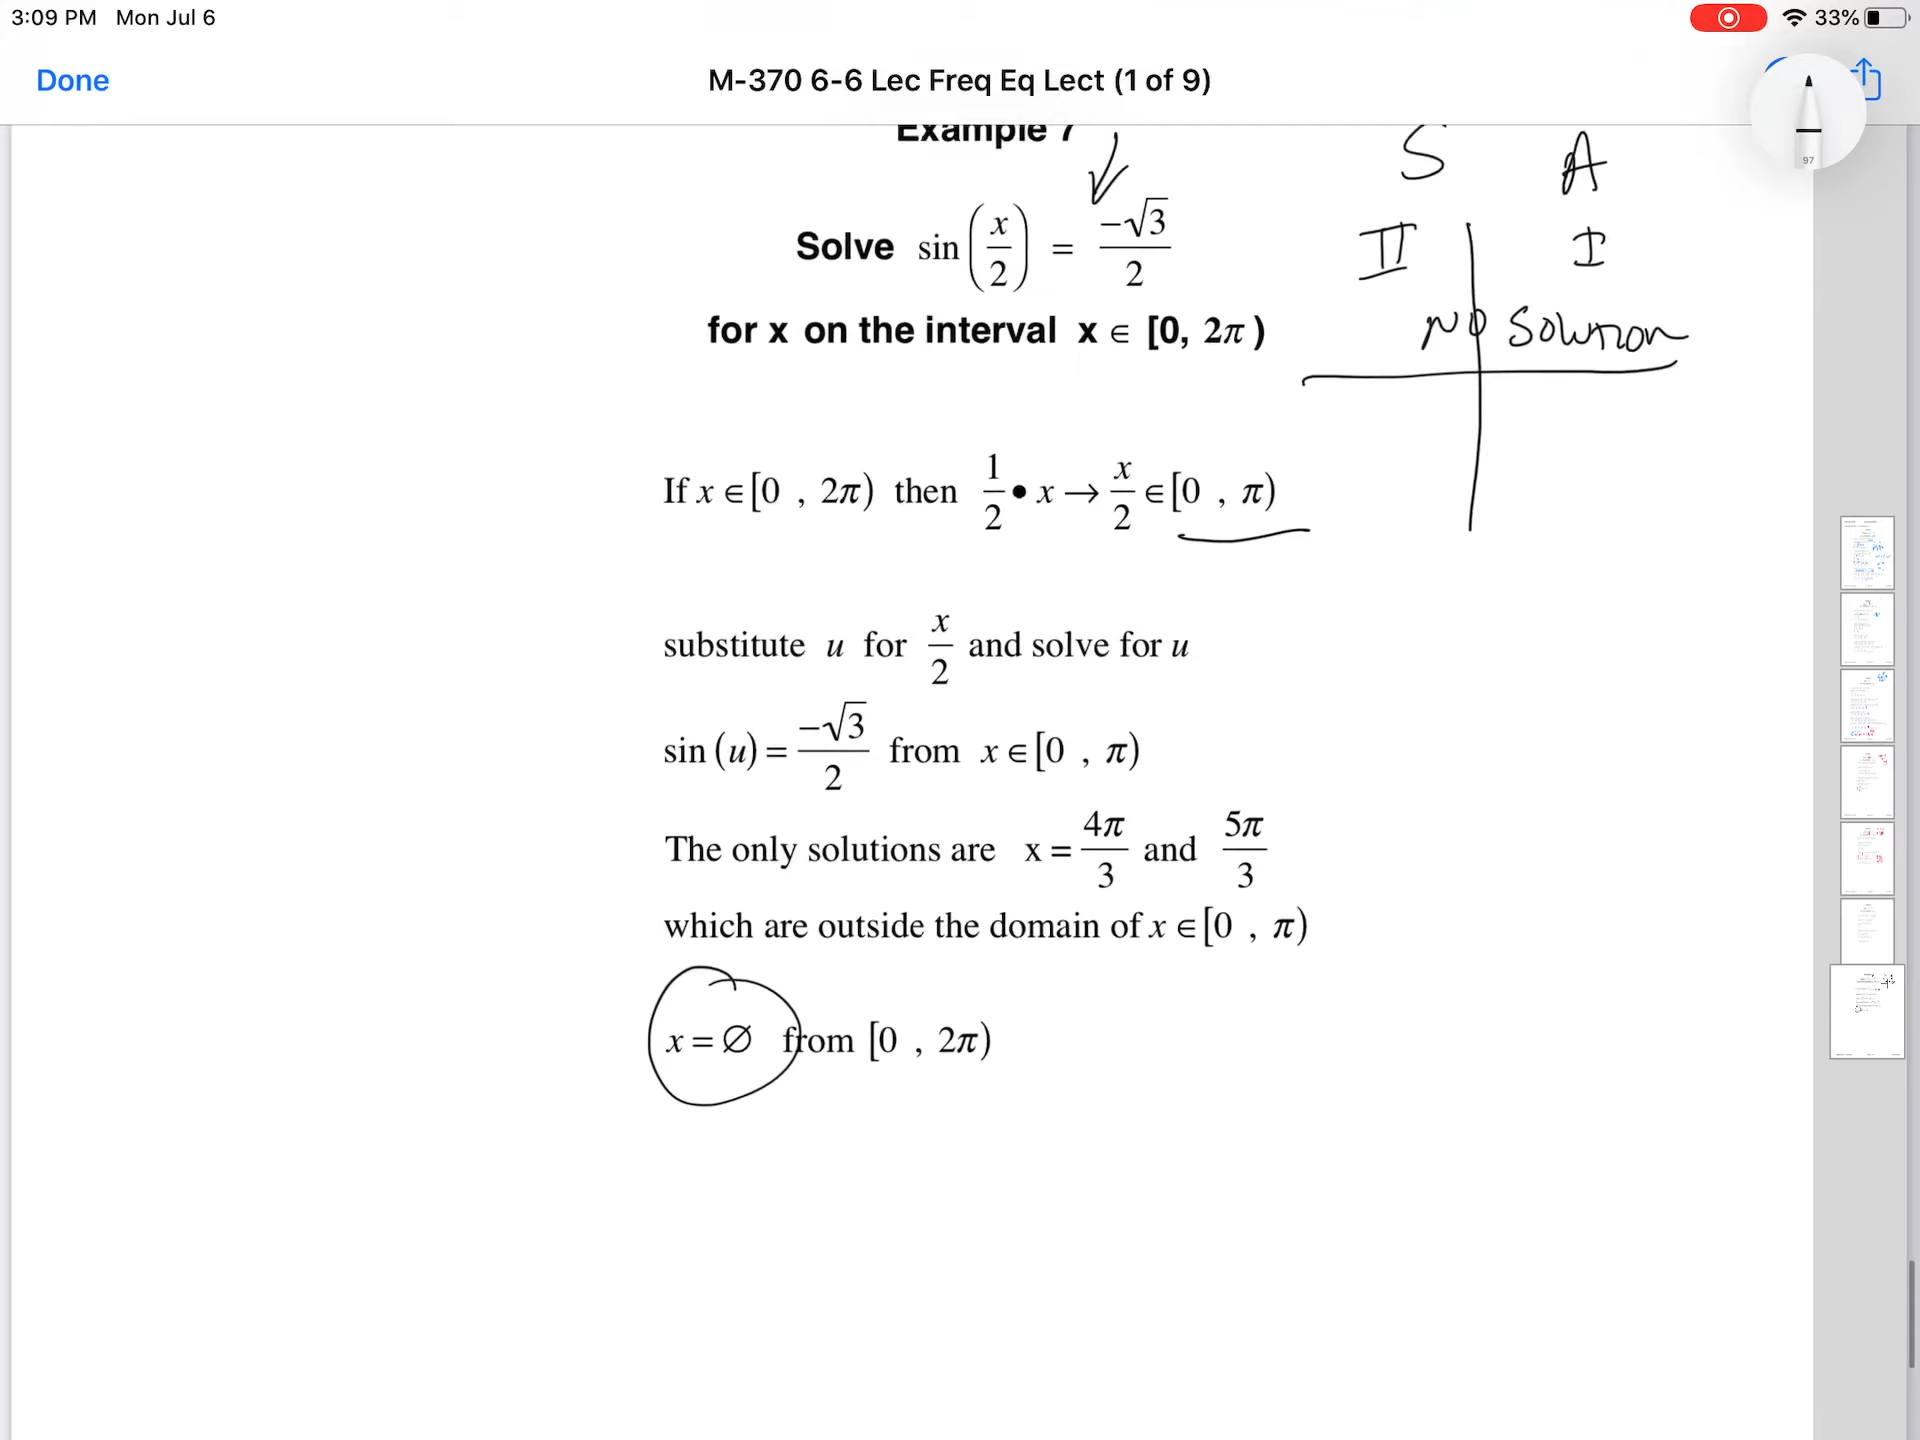 3:09 PM Mon Jul 6
33%
Done
M-370 6-6 Lec Freq Eq Lect (1 of 9)
97
Example 7
S A
Solve sin(x/2) = -√3/2
II I
for x on the interval x ∈ [0, 2π )
NO SOLUTION
If x ∈ [0 , 2π) then 1/2 • x → x/2 ∈ [0 , π)
substitute u for x/2 and solve for u
sin (u) = -√3/2 from x ∈ [0 , π)
The only solutions are x = 4π/3 and 5π/3
which are outside the domain of x ∈ [0 , π)
x = ∅ from [0 , 2π)